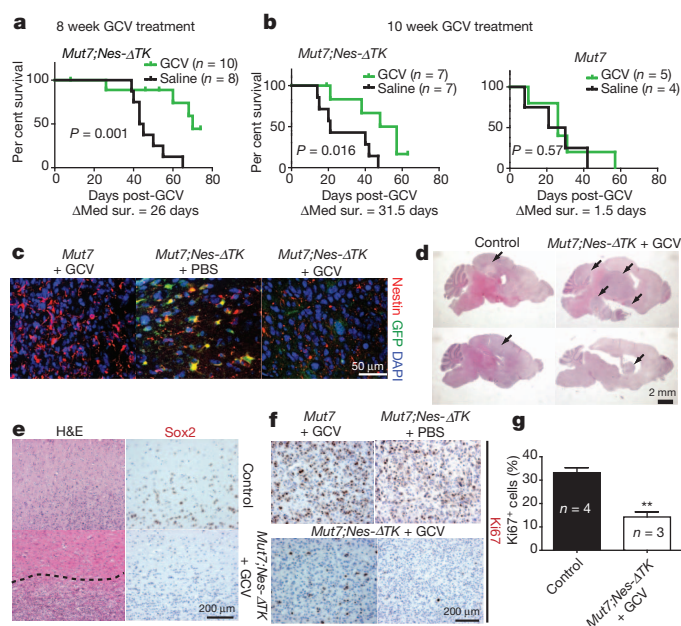 a
8 week GCV treatment
Mut7;Nes-ΔTK
GCV (n = 10)
Saline (n = 8)
Per cent survival
100
50
P = 0.001
0
20
40
60
80
Days post-GCV
ΔMed sur. = 26 days
b
10 week GCV treatment
Mut7;Nes-ΔTK
GCV (n = 7)
Saline (n = 7)
Per cent survival
100
50
P = 0.016
0
20
40
60
80
Days post-GCV
ΔMed sur. = 31.5 days
Mut7
GCV (n = 5)
Saline (n = 4)
100
50
P = 0.57
0
20
40
60
80
Days post-GCV
ΔMed sur. = 1.5 days
c
Mut7
+ GCV
Mut7;Nes-ΔTK
+ PBS
Mut7;Nes-ΔTK
+ GCV
Nestin GFP DAPI
50 μm
d
Control
Mut7;Nes-ΔTK + GCV
2 mm
e
H&E
Sox2
Control
Mut7;Nes-ΔTK
+ GCV
200 μm
f
Mut7
+ GCV
Mut7;Nes-ΔTK
+ PBS
Mut7;Nes-ΔTK + GCV
Ki67
200 μm
g
Ki67+ cells (%)
40
30
20
10
0
n = 4
**
n = 3
Control
Mut7;Nes-ΔTK
+ GCV